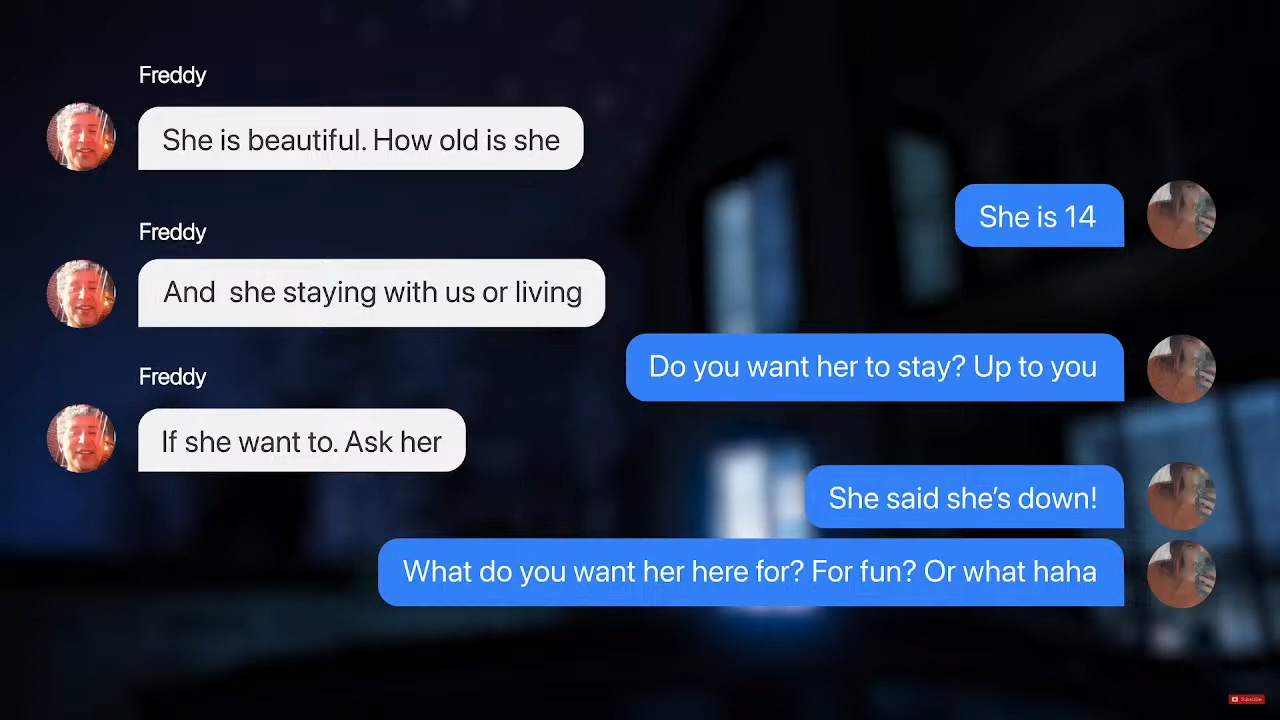 Freddy
She is beautiful. How old is she
She is 14
Freddy
And she staying with us or living
Do you want her to stay? Up to you
Freddy
If she want to. Ask her
She said she's down!
What do you want her here for? For fun? Or what haha
Subscribe